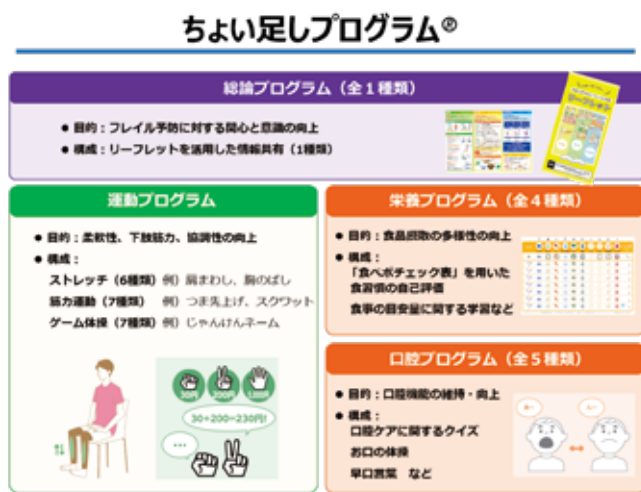 ちょい足しプログラム®
総論プログラム（全１種類）
● 目的：フレイル予防に対する関心と意識の向上
● 構成：リーフレットを活用した情報共有（1種類）
リーフレット
運動プログラム
● 目的：柔軟性、下肢筋力、協調性の向上
● 構成：
ストレッチ（6種類）例）肩まわし、胸のばし
筋力運動（7種類） 例）つま先上げ、スクワット
ゲーム体操（7種類）例）じゃんけんネーム
30円 200円
30+200=230円!
・・・
栄養プログラム（全４種類）
● 目的：食品摂取の多様性の向上
● 構成：
「食べポチェック表」を用いた
食習慣の自己評価
食事の目安量に関する学習など
口腔プログラム（全５種類）
● 目的：口腔機能の維持・向上
● 構成：
口腔ケアに関するクイズ
お口の体操
早口言葉 など